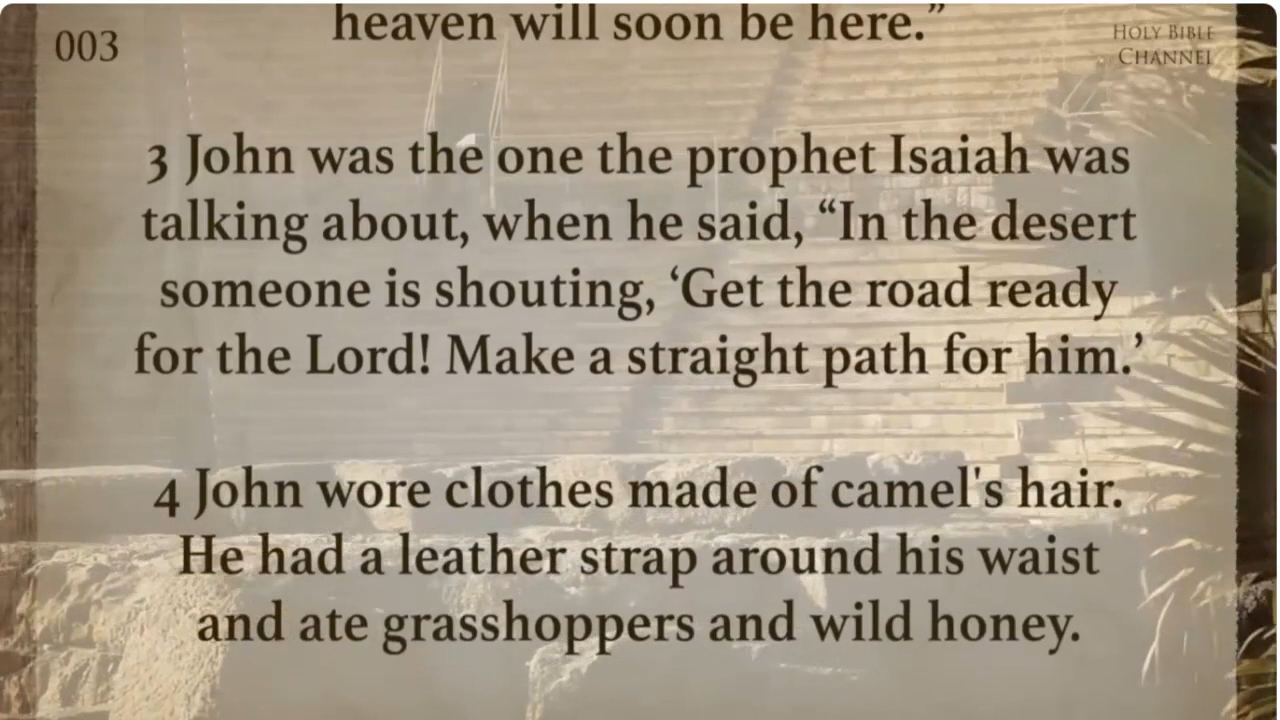 heaven will soon be here.”
003
HOLY BIBLE
CHANNEL
3 John was the one the prophet Isaiah was
talking about, when he said, “In the desert
someone is shouting, ‘Get the road ready
for the Lord! Make a straight path for him.’
4 John wore clothes made of camel's hair.
He had a leather strap around his waist
and ate grasshoppers and wild honey.